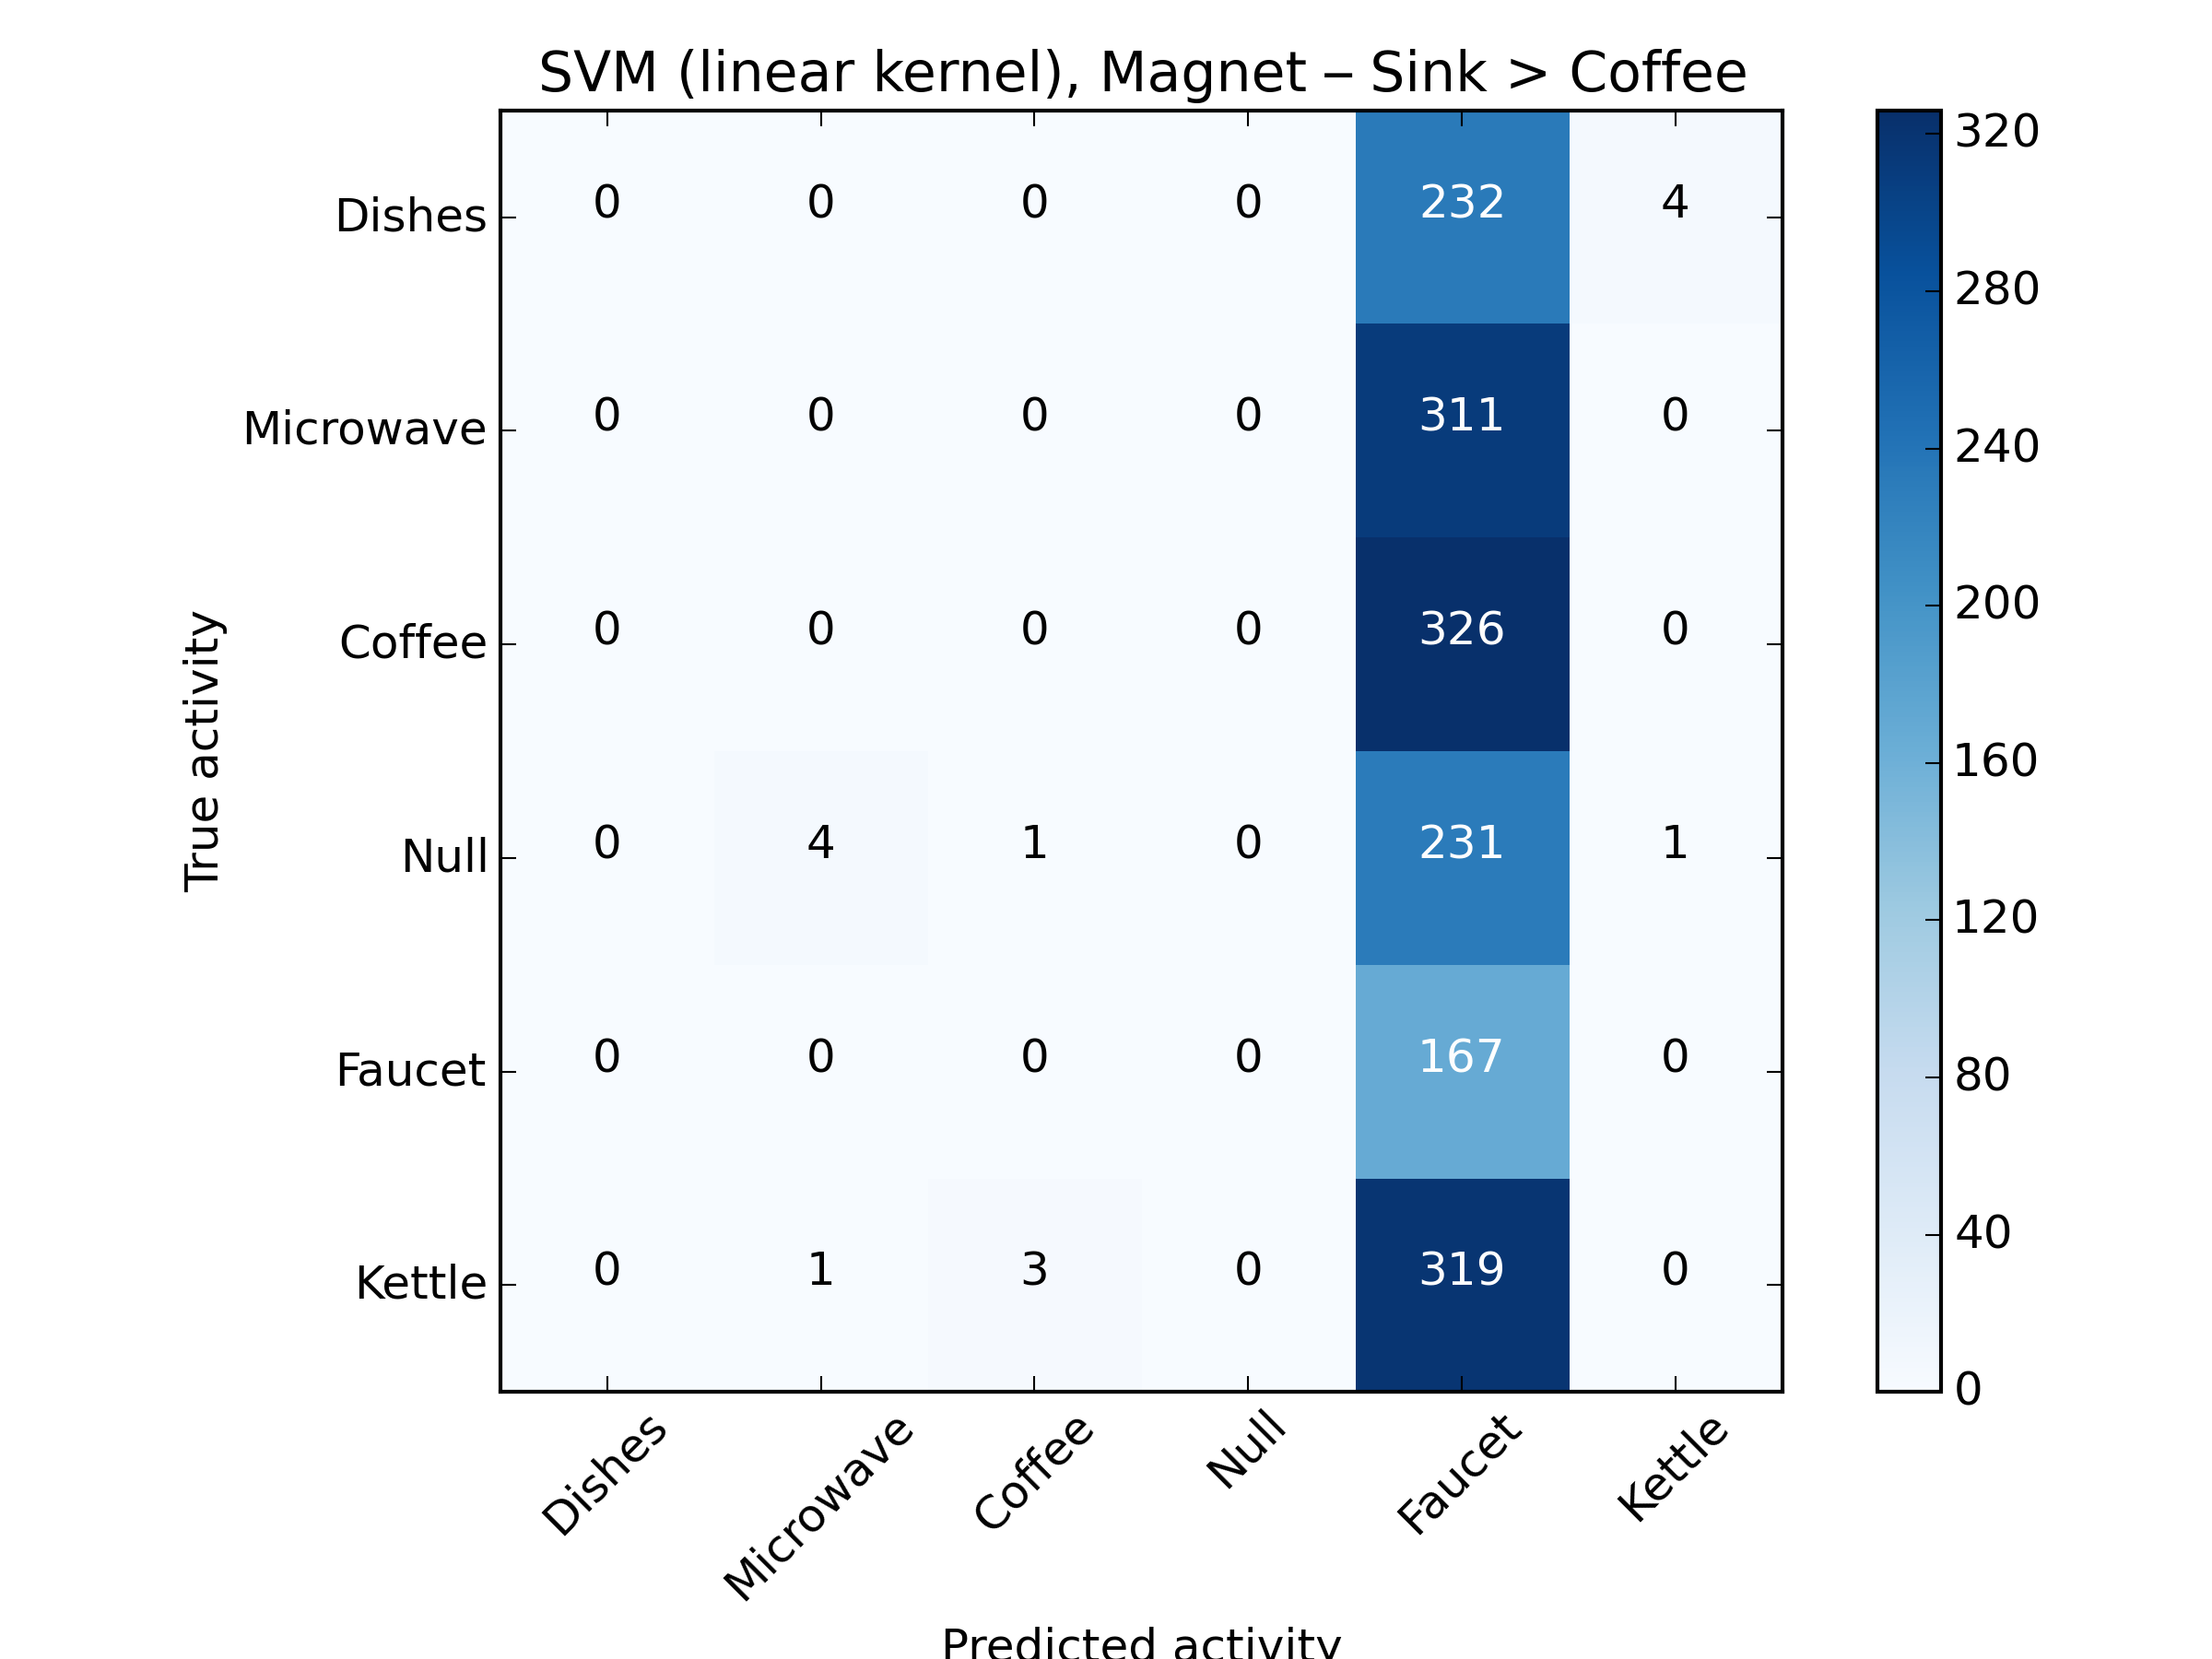 SVM (linear kernel), Magnet – Sink > Coffee
320
Dishes 0 0 0 0 232 4
280
Microwave 0 0 0 0 311 0
240
200
Coffee 0 0 0 0 326 0
True activity
160
Null 0 4 1 0 231 1
120
Faucet 0 0 0 0 167 0
80
40
Kettle 0 1 3 0 319 0
0
Dishes Microwave Coffee Null Faucet Kettle
Predicted activity